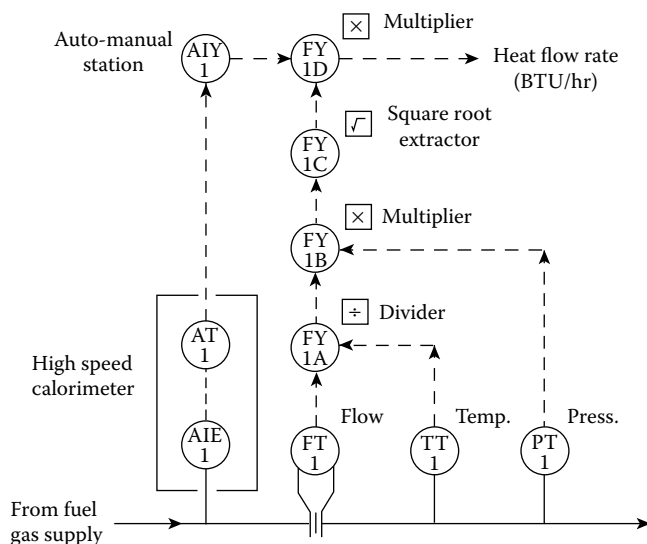 Auto-manual
station
AIY
1
FY
1D
×
Multiplier
Heat flow rate
(BTU/hr)
√
Square root
extractor
FY
1C
×
Multiplier
FY
1B
÷
Divider
FY
1A
High speed
calorimeter
AT
1
AIE
1
Flow
FT
1
Temp.
TT
1
Press.
PT
1
From fuel
gas supply